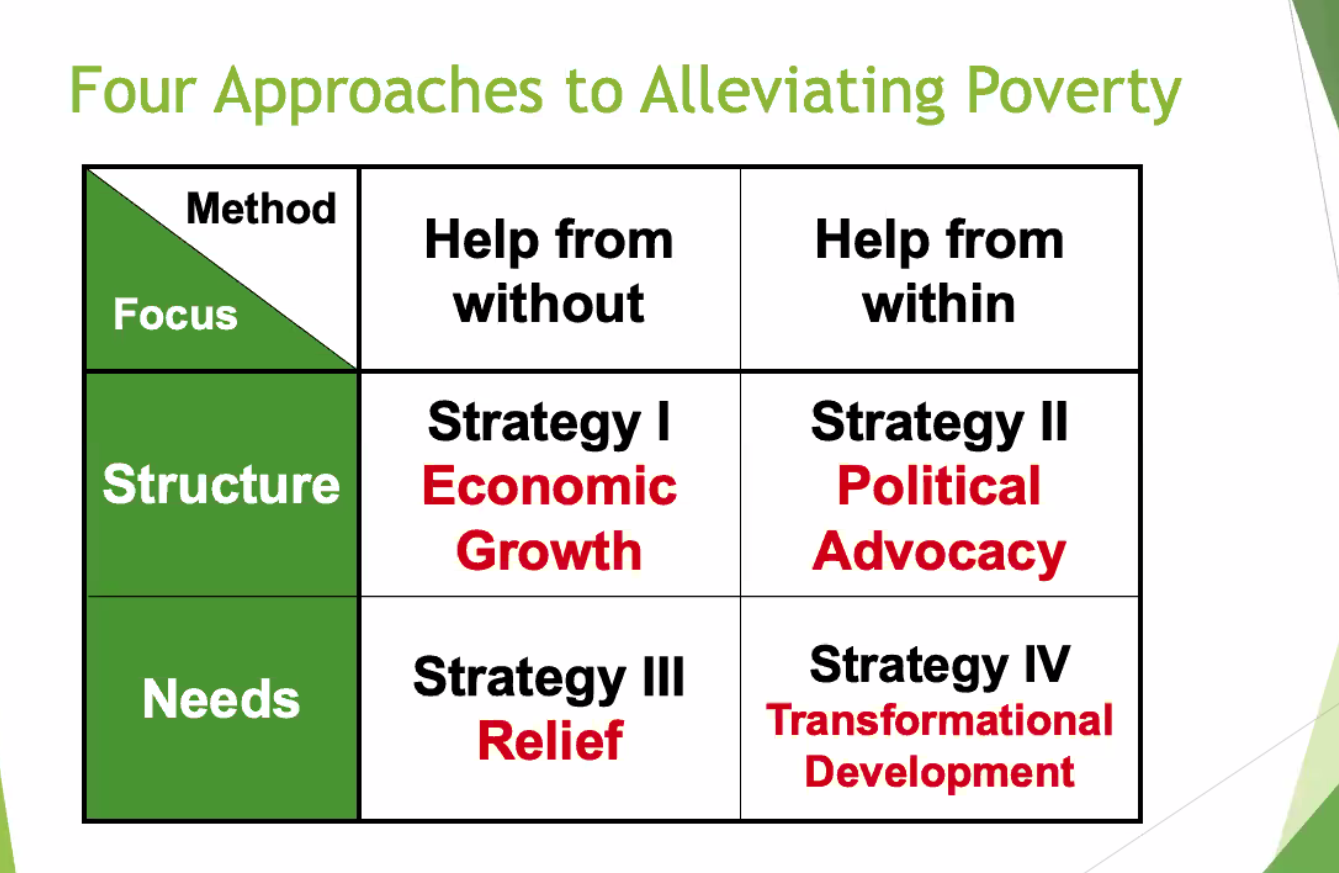 Four Approaches to Alleviating Poverty
Method
Focus
Help from
without
Help from
within
Structure
Strategy I
Economic
Growth
Strategy II
Political
Advocacy
Needs
Strategy III
Relief
Strategy IV
Transformational
Development